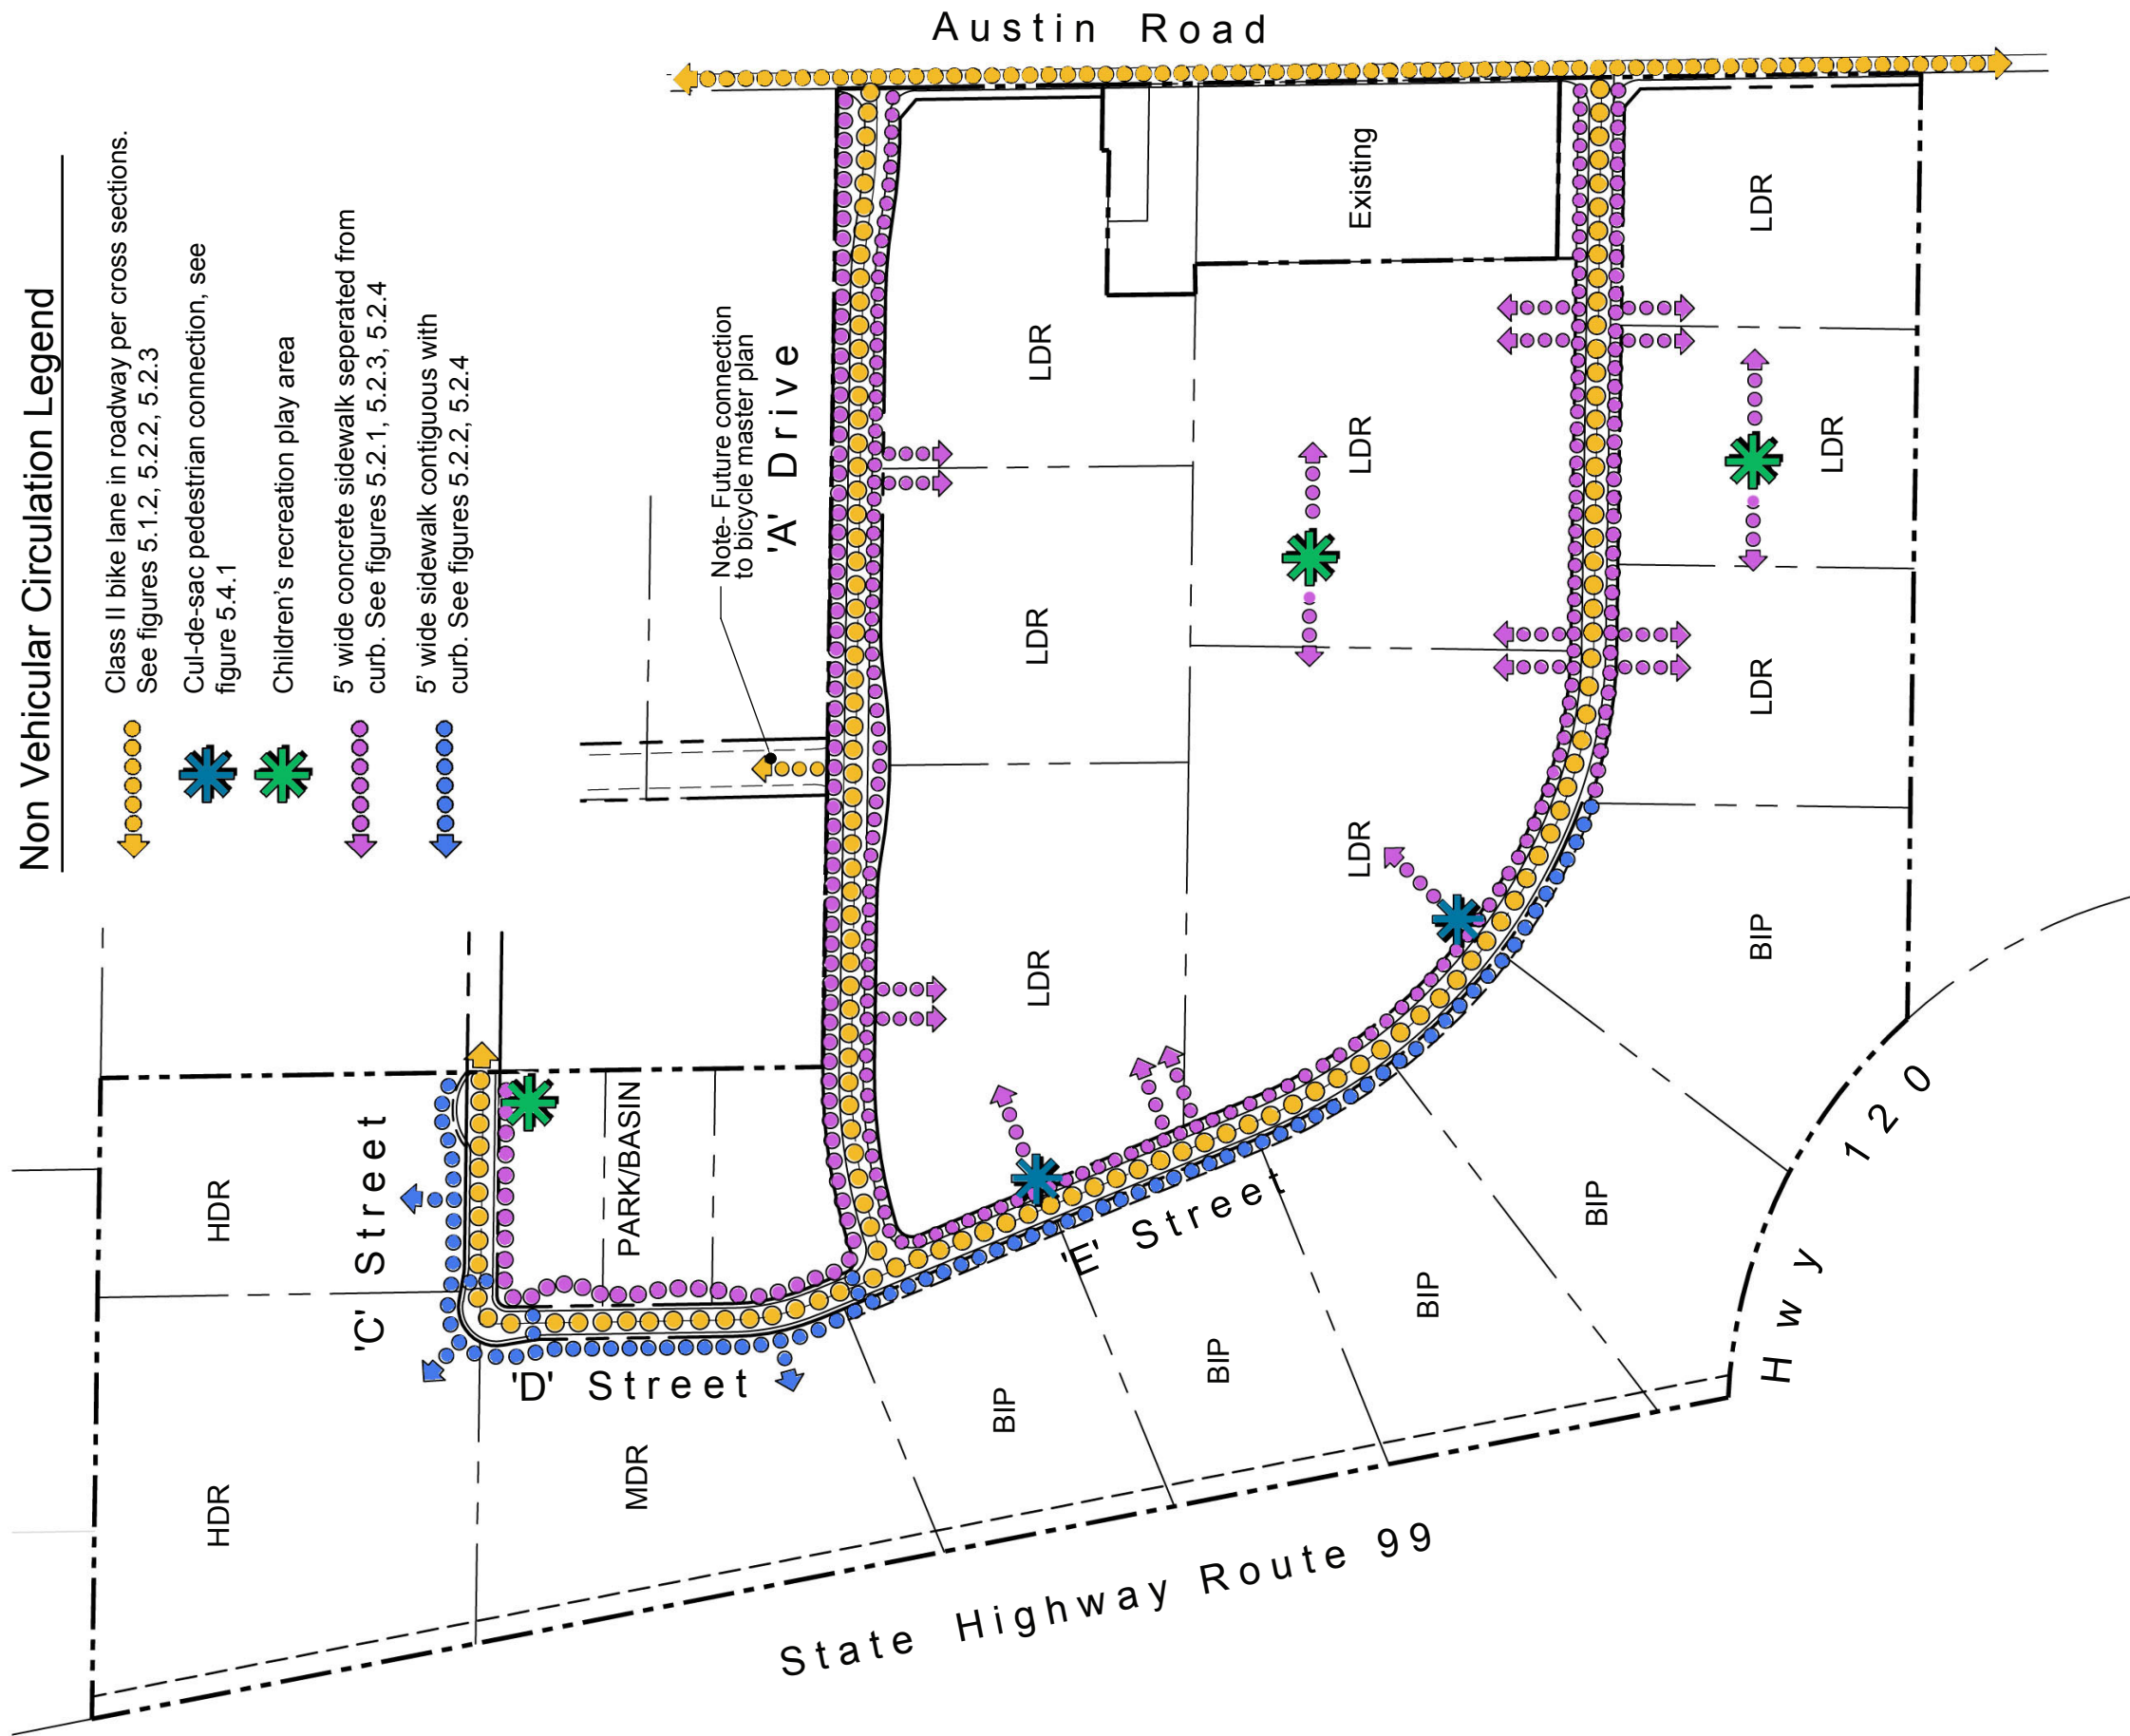 Non Vehicular Circulation Legend
Class II bike lane in roadway per cross sections.
See figures 5.1.2, 5.2.2, 5.2.3
Cul-de-sac pedestrian connection, see
figure 5.4.1
Children's recreation play area
5' wide concrete sidewalk seperated from
curb. See figures 5.2.1, 5.2.3, 5.2.4
5' wide sidewalk contiguous with
curb. See figures 5.2.2, 5.2.4
Austin Road
Note- Future connection
to bicycle master plan
'A' Drive
Existing
LDR
LDR
LDR
LDR
LDR
LDR
LDR
LDR
BIP
HDR
'C' Street
PARK/BASIN
'E' Street
BIP
Hwy 120
BIP
BIP
BIP
'D' Street
HDR
MDR
State Highway Route 99